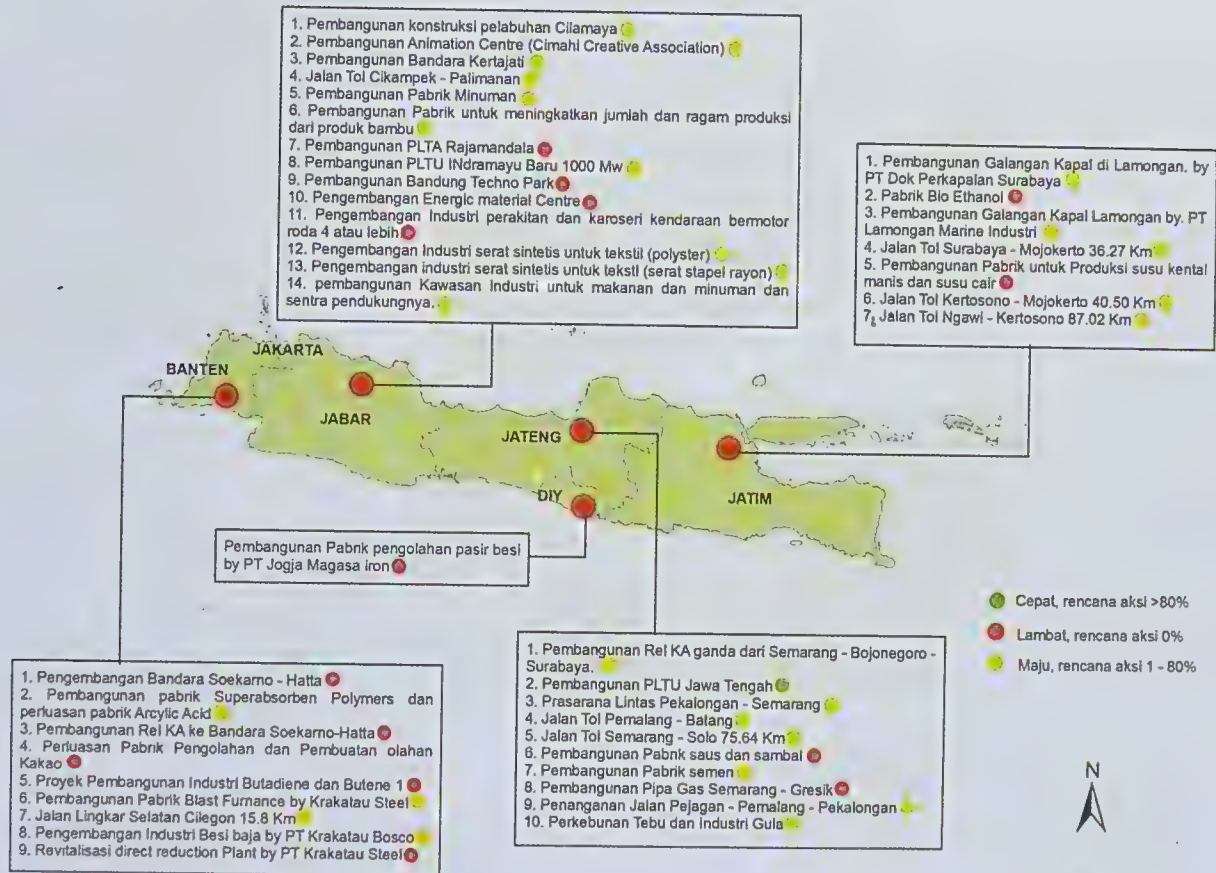 1. Pembangunan konstruksi pelabuhan Cilamaya
2. Pembangunan Animation Centre (Cimahi Creative Association)
3. Pembangunan Bandara Kertajati
4. Jalan Tol Cikampek - Palimanan
5. Pembangunan Pabrik Minuman
6. Pembangunan Pabrik untuk meningkatkan jumlah dan ragam produksi
dari produk bambu
7. Pembangunan PLTA Rajamandala
8. Pembangunan PLTU INdramayu Baru 1000 Mw
9. Pembangunan Bandung Techno Park
10. Pengembangan Energic material Centre
11. Pengembangan Industri perakitan dan karoseri kendaraan bermotor
roda 4 atau lebih
12. Pengembangan Industri serat sintetis untuk tekstil (polyster)
13. Pengembangan industri serat sintetis untuk tekstl (serat stapel rayon)
14. pembangunan Kawasan Industri untuk makanan dan minuman dan
sentra pendukungnya.
1. Pembangunan Galangan Kapal di Lamongan. by
PT Dok Perkapalan Surabaya
2. Pabrik Bio Ethanol
3. Pembangunan Galangan Kapal Lamongan by. PT
Lamongan Marine Industri
4. Jalan Tol Surabaya - Mojokerto 36.27 Km
5. Pembangunan Pabrik untuk Produksi susu kental
manis dan susu cair
6. Jalan Tol Kertosono - Mojokerto 40.50 Km
7. Jalan Tol Ngawi - Kertosono 87.02 Km
JAKARTA
BANTEN
JABAR
JATENG
DIY
JATIM
Pembangunan Pabrik pengolahan pasir besi
by PT Jogja Magasa Iron
Cepat, rencana aksi >80%
Lambat, rencana aksi 0%
Maju, rencana aksi 1 - 80%
1. Pengembangan Bandara Soekarno - Hatta
2. Pembangunan pabrik Superabsorben Polymers dan
perluasan pabrik Arcylic Acid
3. Pembangunan Rel KA ke Bandara Soekarno-Hatta
4. Perluasan Pabrik Pengolahan dan Pembuatan olahan
Kakao
5. Proyek Pembangunan Industri Butadiene dan Butene 1
6. Pembangunan Pabrik Blast Furnance by Krakatau Steel
7. Jalan Lingkar Selatan Cilegon 15.8 Km
8. Pengembangan Industri Besi baja by PT Krakatau Bosco
9. Revitalisasi direct reduction Plant by PT Krakatau Steel
1. Pembangunan Rel KA ganda dari Semarang - Bojonegoro -
Surabaya.
2. Pembangunan PLTU Jawa Tengah
3. Prasarana Lintas Pekalongan - Semarang
4. Jalan Tol Pemalang - Batang
5. Jalan Tol Semarang - Solo 75.64 Km
6. Pembangunan Pabrik saus dan sambal
7. Pembangunan Pabrik semen
8. Pembangunan Pipa Gas Semarang - Gresik
9. Penanganan Jalan Pejagan - Pemalang - Pekalongan
10. Perkebunan Tebu dan Industri Gula
N